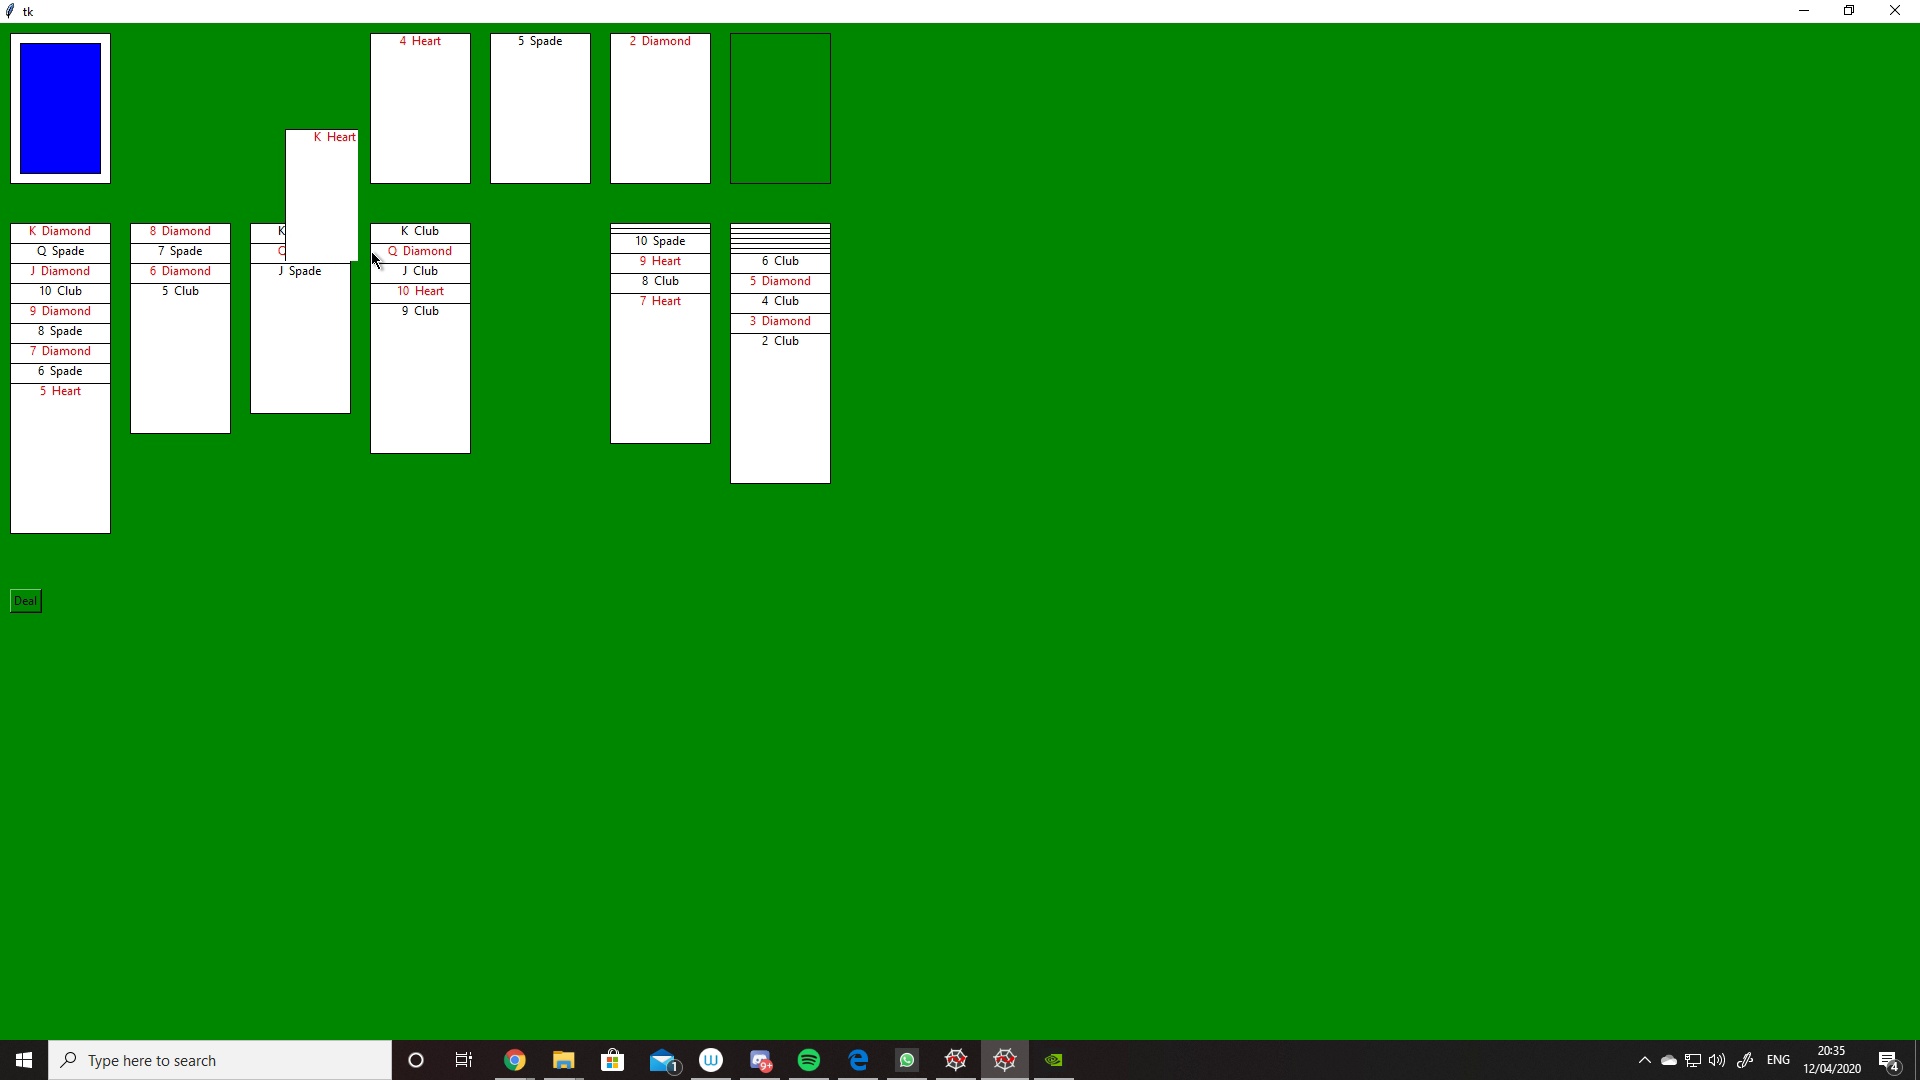 tk
4 Heart
5 Spade
2 Diamond
K Heart
K Diamond
Q Spade
J Diamond
10 Club
9 Diamond
8 Spade
7 Diamond
6 Spade
5 Heart
8 Diamond
7 Spade
6 Diamond
5 Club
K
J Spade
K Club
Q Diamond
J Club
10 Heart
9 Club
10 Spade
9 Heart
8 Club
7 Heart
6 Club
5 Diamond
4 Club
3 Diamond
2 Club
Deal
Type here to search
1
W
9+
ENG
20:35
12/04/2020
4